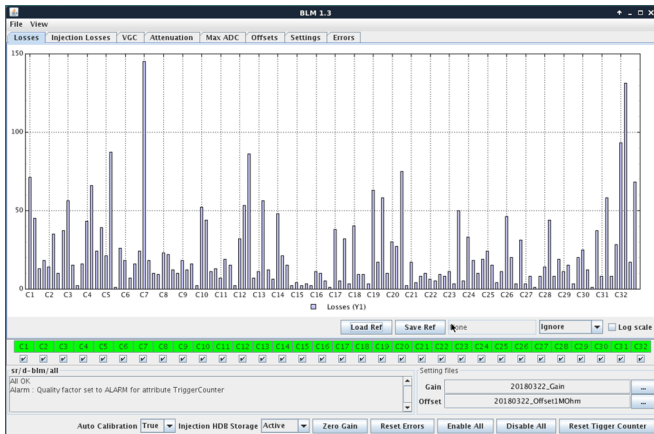 BLM 1.3
File View
Losses Injection Losses VGC Attenuation Max ADC Offsets Settings Errors
150
100
50
0
C1 C2 C3 C4 C5 C6 C7 C8 C9 C10 C11 C12 C13 C14 C15 C16 C17 C18 C19 C20 C21 C22 C23 C24 C25 C26 C27 C28 C29 C30 C31 C32
Losses (Y1)
Load Ref Save Ref None Ignore Log scale
C1 C2 C3 C4 C5 C6 C7 C8 C9 C10 C11 C12 C13 C14 C15 C16 C17 C18 C19 C20 C21 C22 C23 C24 C25 C26 C27 C28 C29 C30 C31 C32
sr/d-blm/all Setting files
All OK
Alarm : Quality factor set to ALARM for attribute TriggerCounter
Gain 20180322_Gain ...
Offset 20180322_Offset1MOhm ...
Auto Calibration True Injection HDB Storage Active Zero Gain Reset Errors Enable All Disable All Reset Tigger Counter